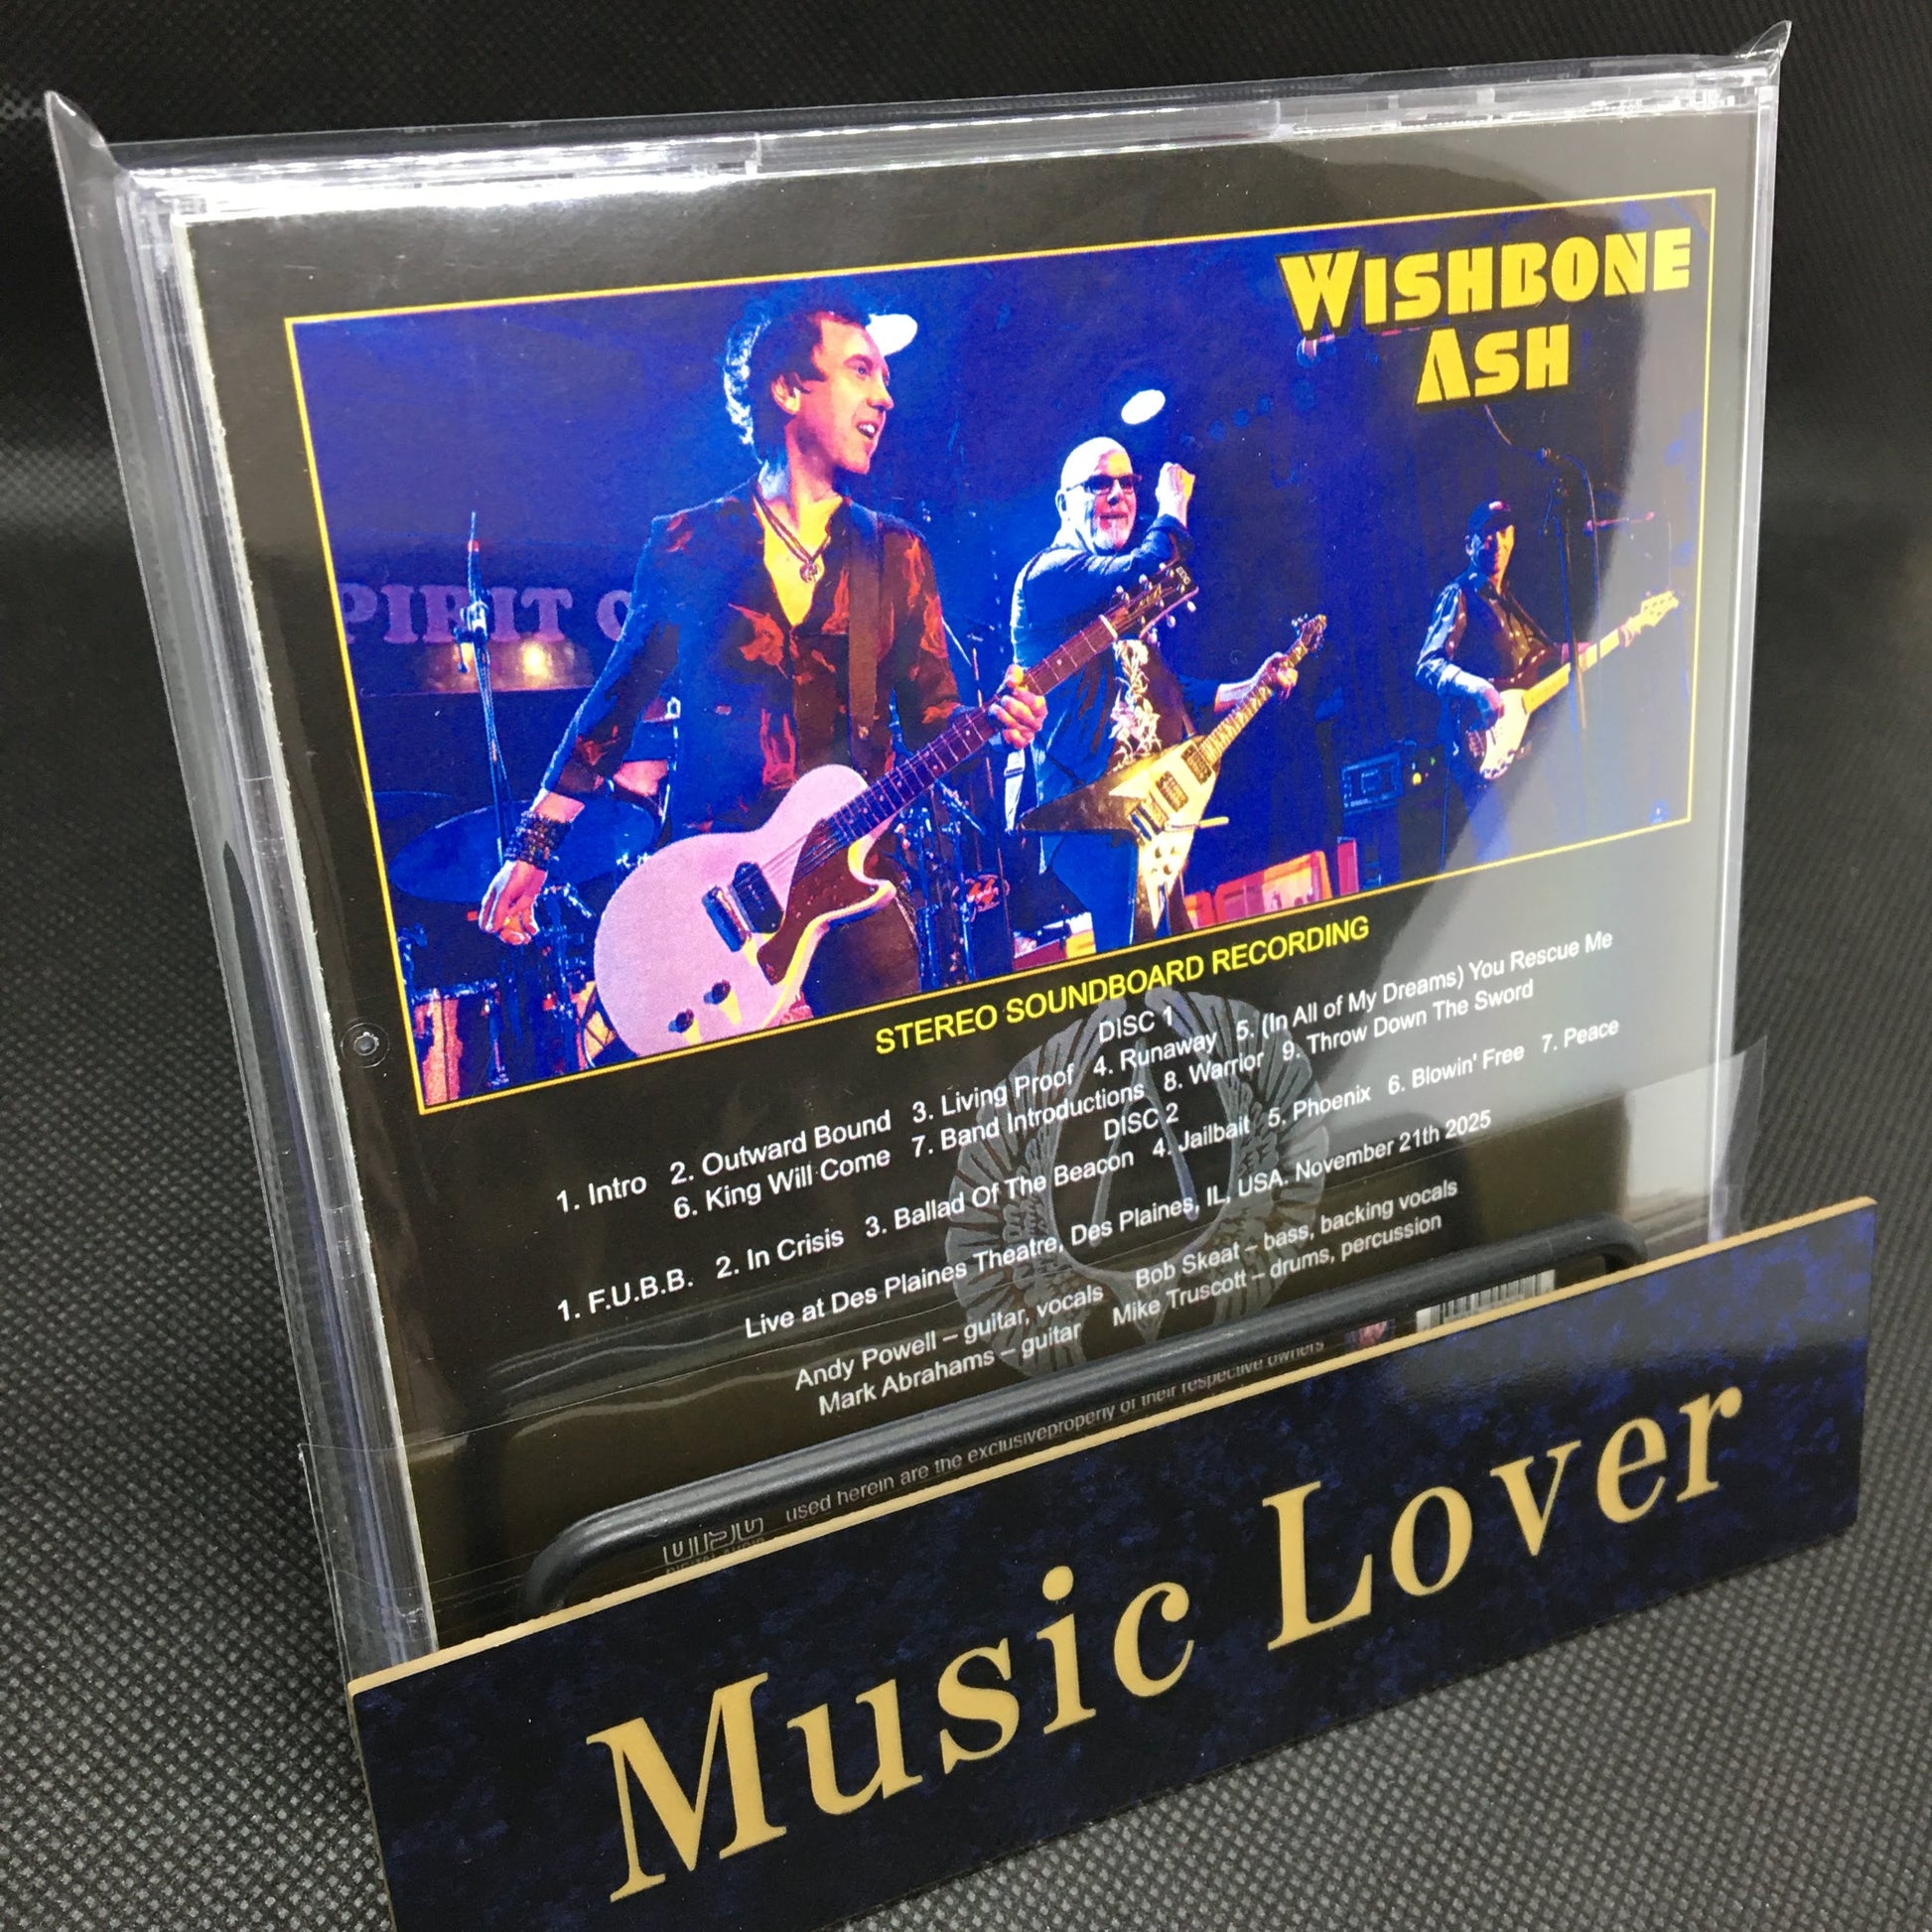 WISHBONE
ASH
PIRIT O
STEREO SOUNDBOARD RECORDING
DISC 1
1. Intro 2. Outward Bound 3. Living Proof 4. Runaway 5. (In All of My Dreams) You Rescue Me
6. King Will Come 7. Band Introductions 8. Warrior 9. Throw Down The Sword
DISC 2
1. F.U.B.B. 2. In Crisis 3. Ballad Of The Beacon 4. Jailbait 5. Phoenix 6. Blowin' Free 7. Peace
Live at Des Plaines Theatre, Des Plaines, IL, USA. November 21th 2025
Andy Powell – guitar, vocals Bob Skeat – bass, backing vocals
Mark Abrahams – guitar Mike Truscott – drums, percussion
used herein are the exclusiveproperty of their respective owners
Music Lover